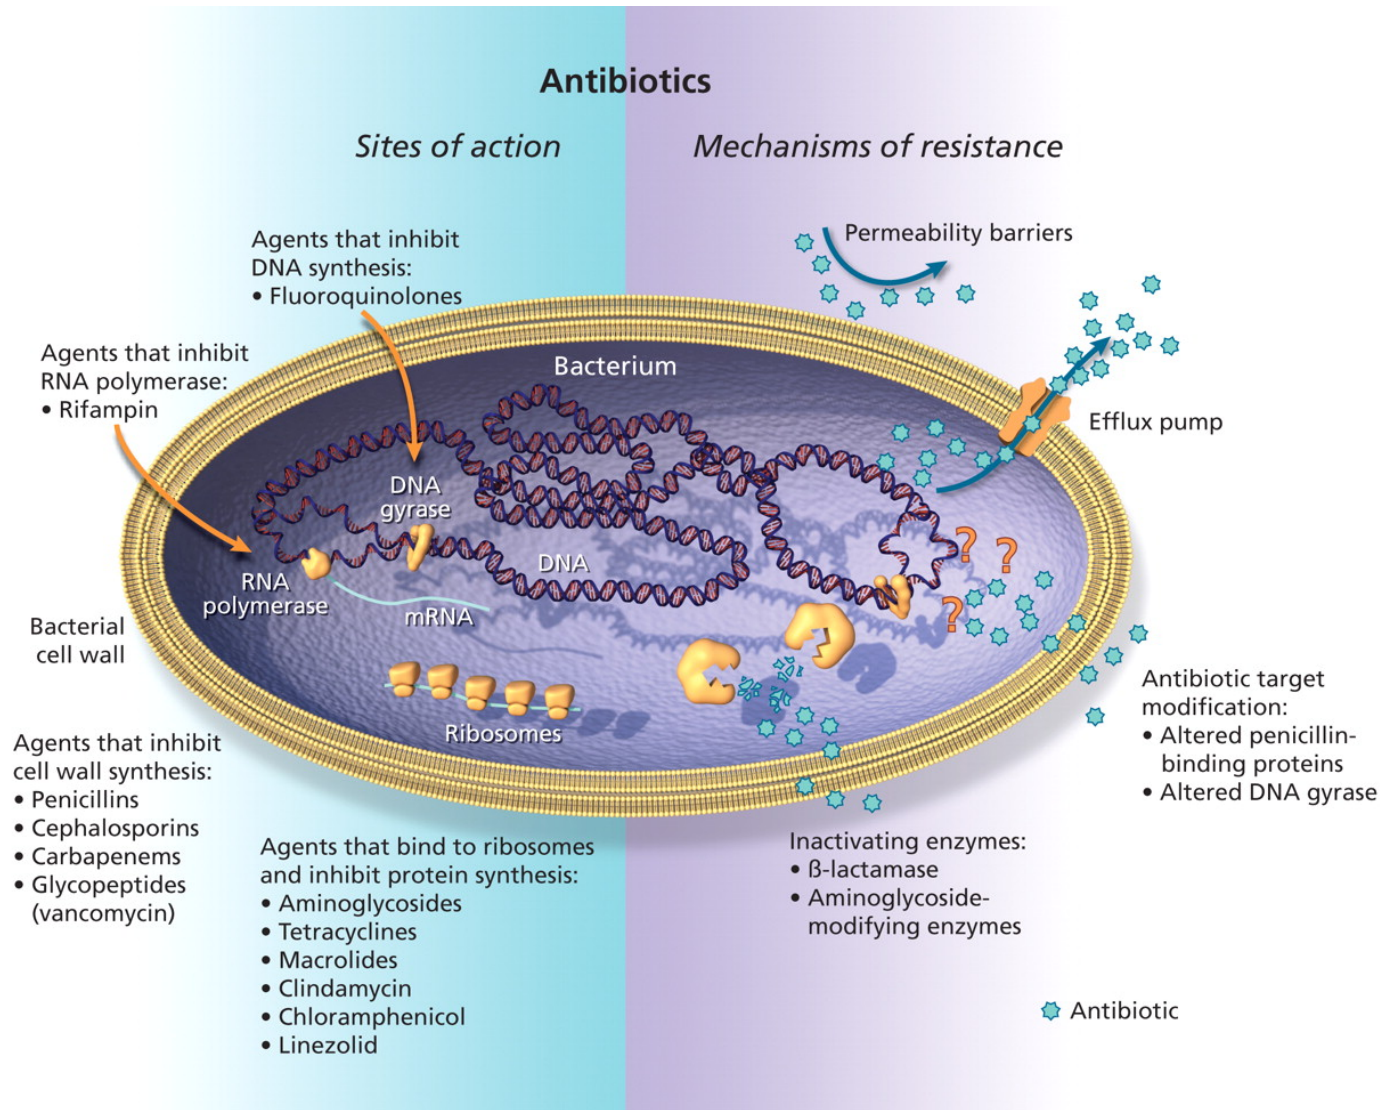 Antibiotics
Sites of action
Mechanisms of resistance
Agents that inhibit
DNA synthesis:
• Fluoroquinolones
Agents that inhibit
RNA polymerase:
• Rifampin
Permeability barriers
Bacterium
Efflux pump
DNA
gyrase
DNA
RNA
polymerase
mRNA
? ?
?
Ribosomes
Bacterial
cell wall
Agents that inhibit
cell wall synthesis:
• Penicillins
• Cephalosporins
• Carbapenems
• Glycopeptides
(vancomycin)
Agents that bind to ribosomes
and inhibit protein synthesis:
• Aminoglycosides
• Tetracyclines
• Macrolides
• Clindamycin
• Chloramphenicol
• Linezolid
Antibiotic target
modification:
• Altered penicillin-
binding proteins
• Altered DNA gyrase
Inactivating enzymes:
• ß-lactamase
• Aminoglycoside-
modifying enzymes
Antibiotic